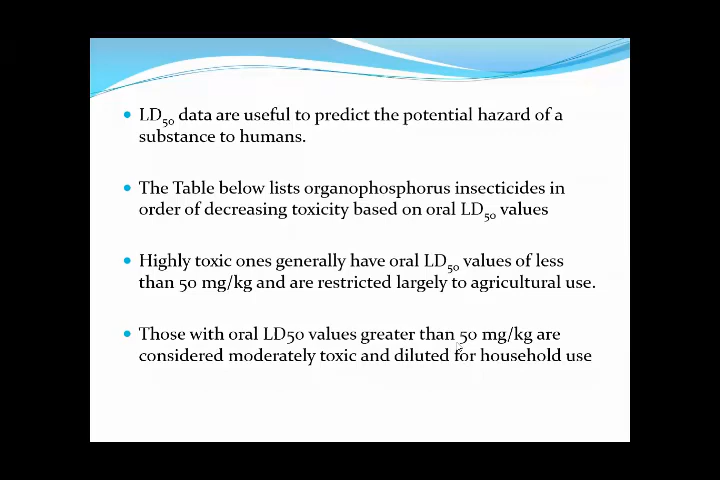 LD50 data are useful to predict the potential hazard of a
substance to humans.
The Table below lists organophosphorus insecticides in
order of decreasing toxicity based on oral LD50 values
Highly toxic ones generally have oral LD50 values of less
than 50 mg/kg and are restricted largely to agricultural use.
Those with oral LD50 values greater than 50 mg/kg are
considered moderately toxic and diluted for household use